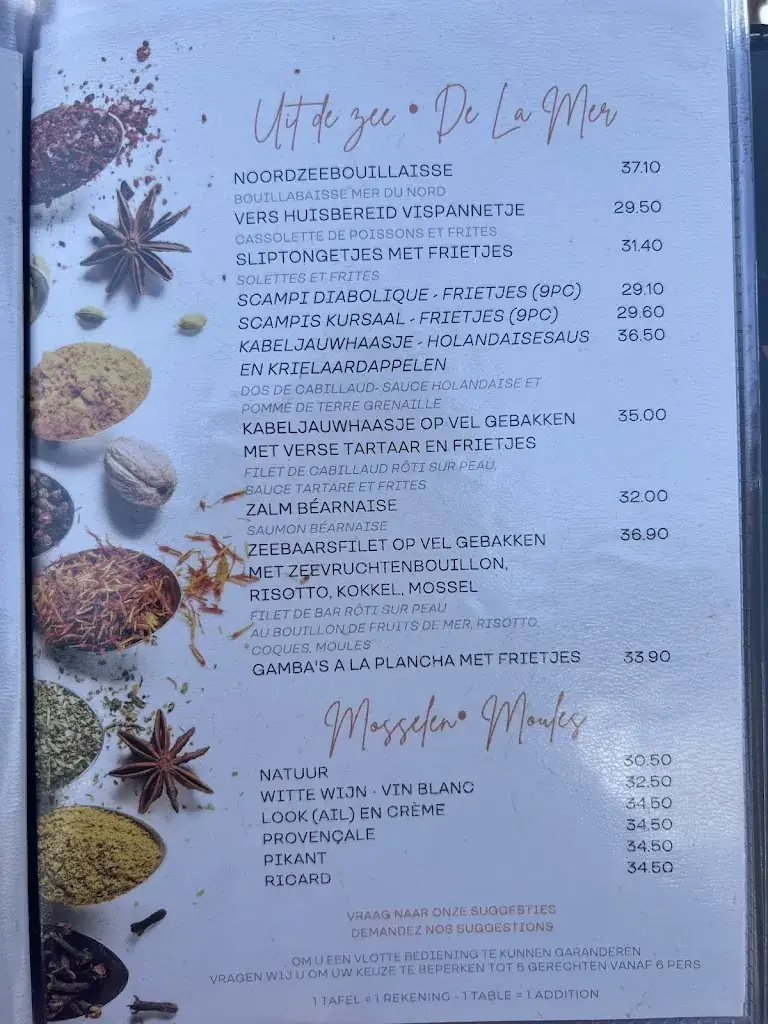 Uit de zee • De La Mer
NOORDZEEBOUILLAISSE 37.10
BOUILLABAISSE MER DU NORD
VERS HUISBEREID VISPANNETJE 29.50
CASSOLETTE DE POISSONS ET FRITES
SLIPTONGETJES MET FRIETJES 31.40
SOLETTES ET FRITES
SCAMPI DIABOLIQUE - FRIETJES (9PC) 29.10
SCAMPIS KURSAAL - FRIETJES (9PC) 29.60
KABELJAUWHAASJE - HOLANDAISESAUS 36.50
EN KRIELAARDAPPELEN
DOS DE CABILLAUD- SAUCE HOLANDAISE ET
POMME DE TERRE GRENAILLE
KABELJAUWHAASJE OP VEL GEBAKKEN 35.00
MET VERSE TARTAAR EN FRIETJES
FILET DE CABILLAUD RÔTI SUR PEAU,
SAUCE TARTARE ET FRITES
ZALM BÉARNAISE 32.00
SAUMON BÉARNAISE
ZEEBAARSFILET OP VEL GEBAKKEN 36.90
MET ZEEVRUCHTENBOUILLON,
RISOTTO, KOKKEL, MOSSEL
FILET DE BAR RÔTI SUR PEAU
AU BOUILLON DE FRUITS DE MER, RISOTTO,
COQUES, MOULES
GAMBA'S A LA PLANCHA MET FRIETJES 33.90
Mosselen • Moules
NATUUR 30.50
WITTE WIJN - VIN BLANC 32.50
LOOK (AIL) EN CRÈME 34.50
PROVENÇALE 34.50
PIKANT 34.50
RICARD 34.50
VRAAG NAAR ONZE SUGGESTIES
DEMANDEZ NOS SUGGESTIONS
OM U EEN VLOTTE BEDIENING TE KUNNEN GARANDEREN
VRAGEN WIJ U OM UW KEUZE TE BEPERKEN TOT 5 GERECHTEN VANAF 6 PERS
1 TAFEL = 1 REKENING - 1 TABLE = 1 ADDITION